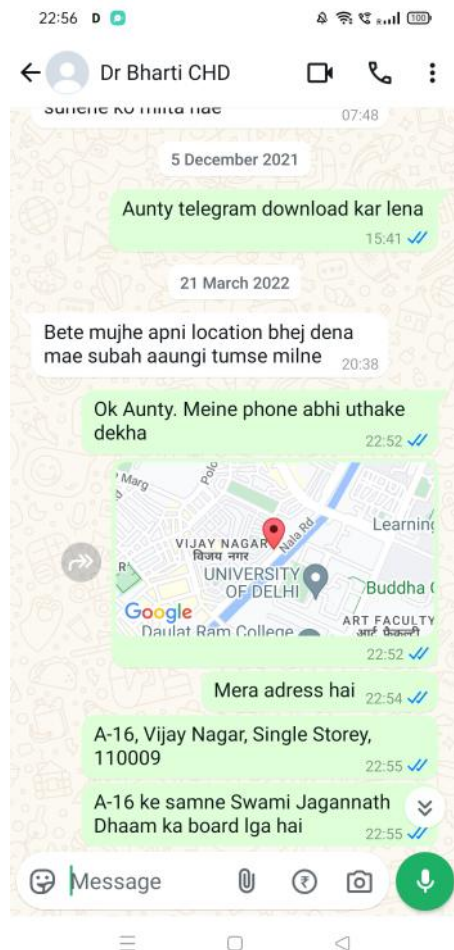 22:56 D
100
Dr Bharti CHD
07:48
5 December 2021
Aunty telegram download kar lena
15:41
21 March 2022
Bete mujhe apni location bhej dena
mae subah aaungi tumse milne 20:38
Ok Aunty. Meine phone abhi uthake
dekha
22:52
Marg
Polo
VIJAY NAGAR
विजय नगर
Nala Rd
Learning
UNIVERSITY
OF DELHI
Buddha
Google
ART FACULTY
Daulat Ram College
22:52
Mera adress hai 22:54
A-16, Vijay Nagar, Single Storey,
110009
22:55
A-16 ke samne Swami Jagannath
Dhaam ka board lga hai
22:55
Message